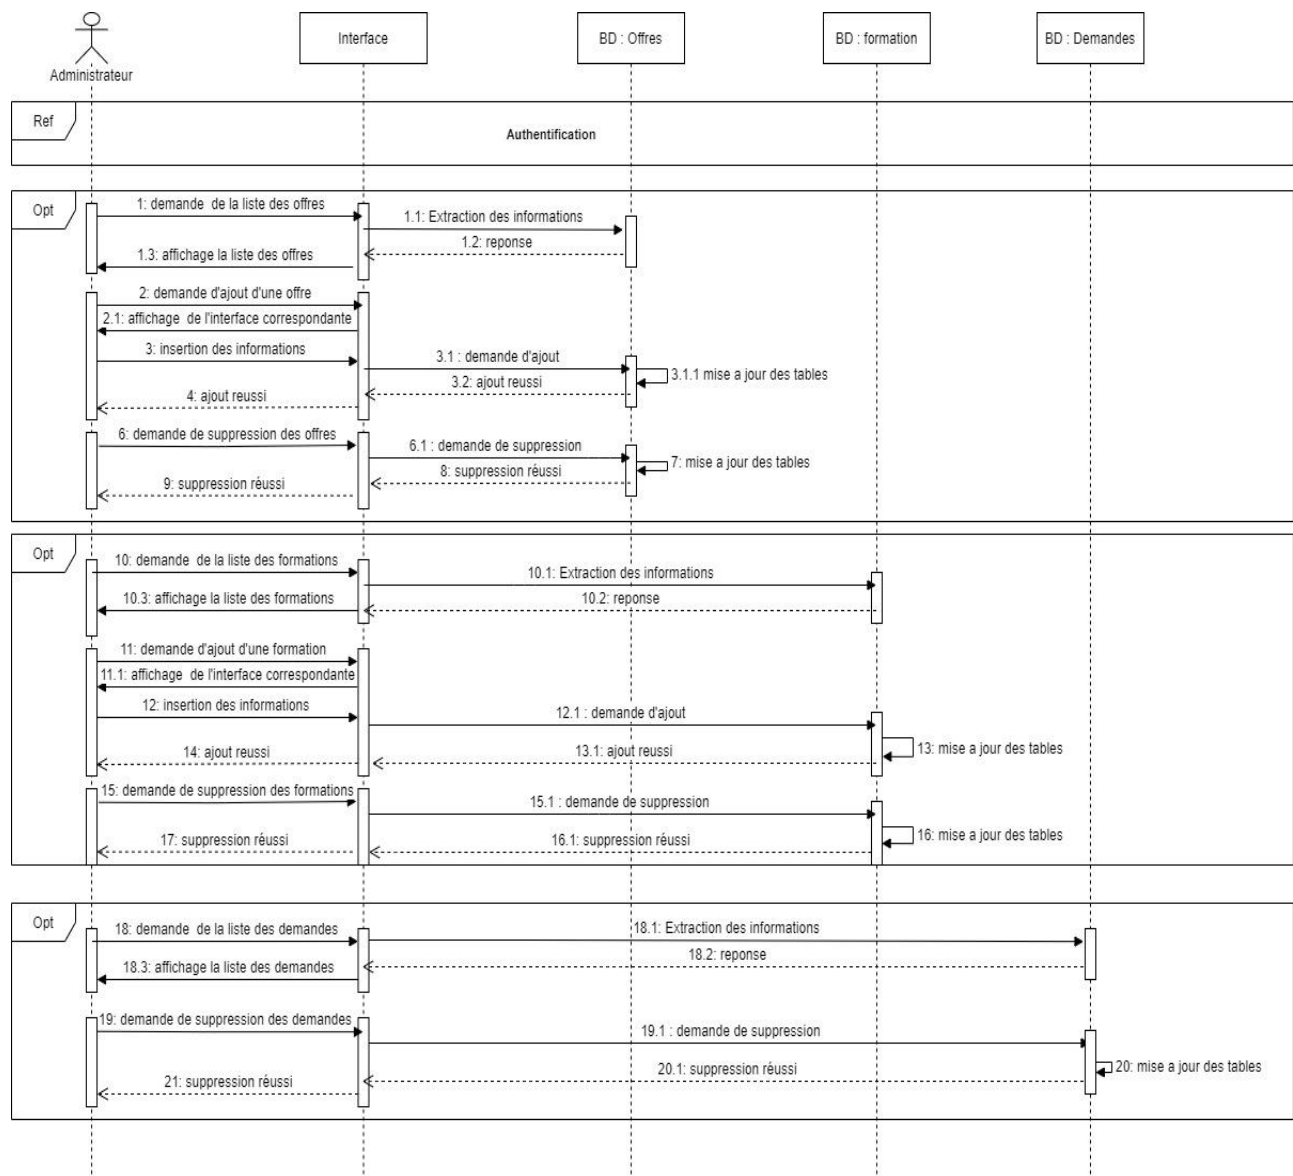 Administrateur
Interface
BD : Offres
BD : formation
BD : Demandes
Ref
Authentification
Opt
1: demande de la liste des offres
1.1: Extraction des informations
1.2: reponse
1.3: affichage la liste des offres
2: demande d'ajout d'une offre
2.1: affichage de l'interface correspondante
3: insertion des informations
3.1 : demande d'ajout
3.1.1 mise a jour des tables
3.2: ajout reussi
4: ajout reussi
6: demande de suppression des offres
6.1 : demande de suppression
7: mise a jour des tables
8: suppression réussi
9: suppression réussi
Opt
10: demande de la liste des formations
10.1: Extraction des informations
10.2: reponse
10.3: affichage la liste des formations
11: demande d'ajout d'une formation
11.1: affichage de l'interface correspondante
12: insertion des informations
12.1 : demande d'ajout
13: mise a jour des tables
13.1: ajout reussi
14: ajout reussi
15: demande de suppression des formations
15.1 : demande de suppression
16: mise a jour des tables
16.1: suppression réussi
17: suppression réussi
Opt
18: demande de la liste des demandes
18.1: Extraction des informations
18.2: reponse
18.3: affichage la liste des demandes
19: demande de suppression des demandes
19.1 : demande de suppression
20: mise a jour des tables
20.1: suppression réussi
21: suppression réussi